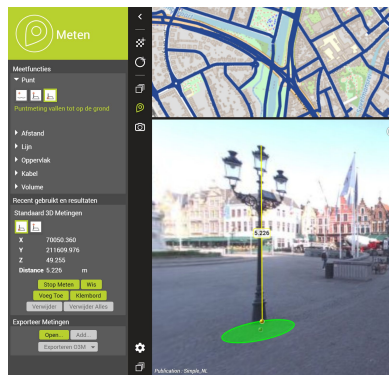 Meten
Meetfuncties
Punt
Puntmeting vallen tot op de grond
Afstand
Lijn
Oppervlak
Kabel
Volume
Recent gebruikt en resultaten
Standaard 3D Metingen
X 70050.360
Y 211609.976
Z 49.255
Distance 5.226 m
Stop Meten Wis
Voeg Toe Klembord
Verwijder Verwijder Alles
Exporteer Metingen
Open... Add...
Exporteren DSM
5.226
Publication : Simple_NL